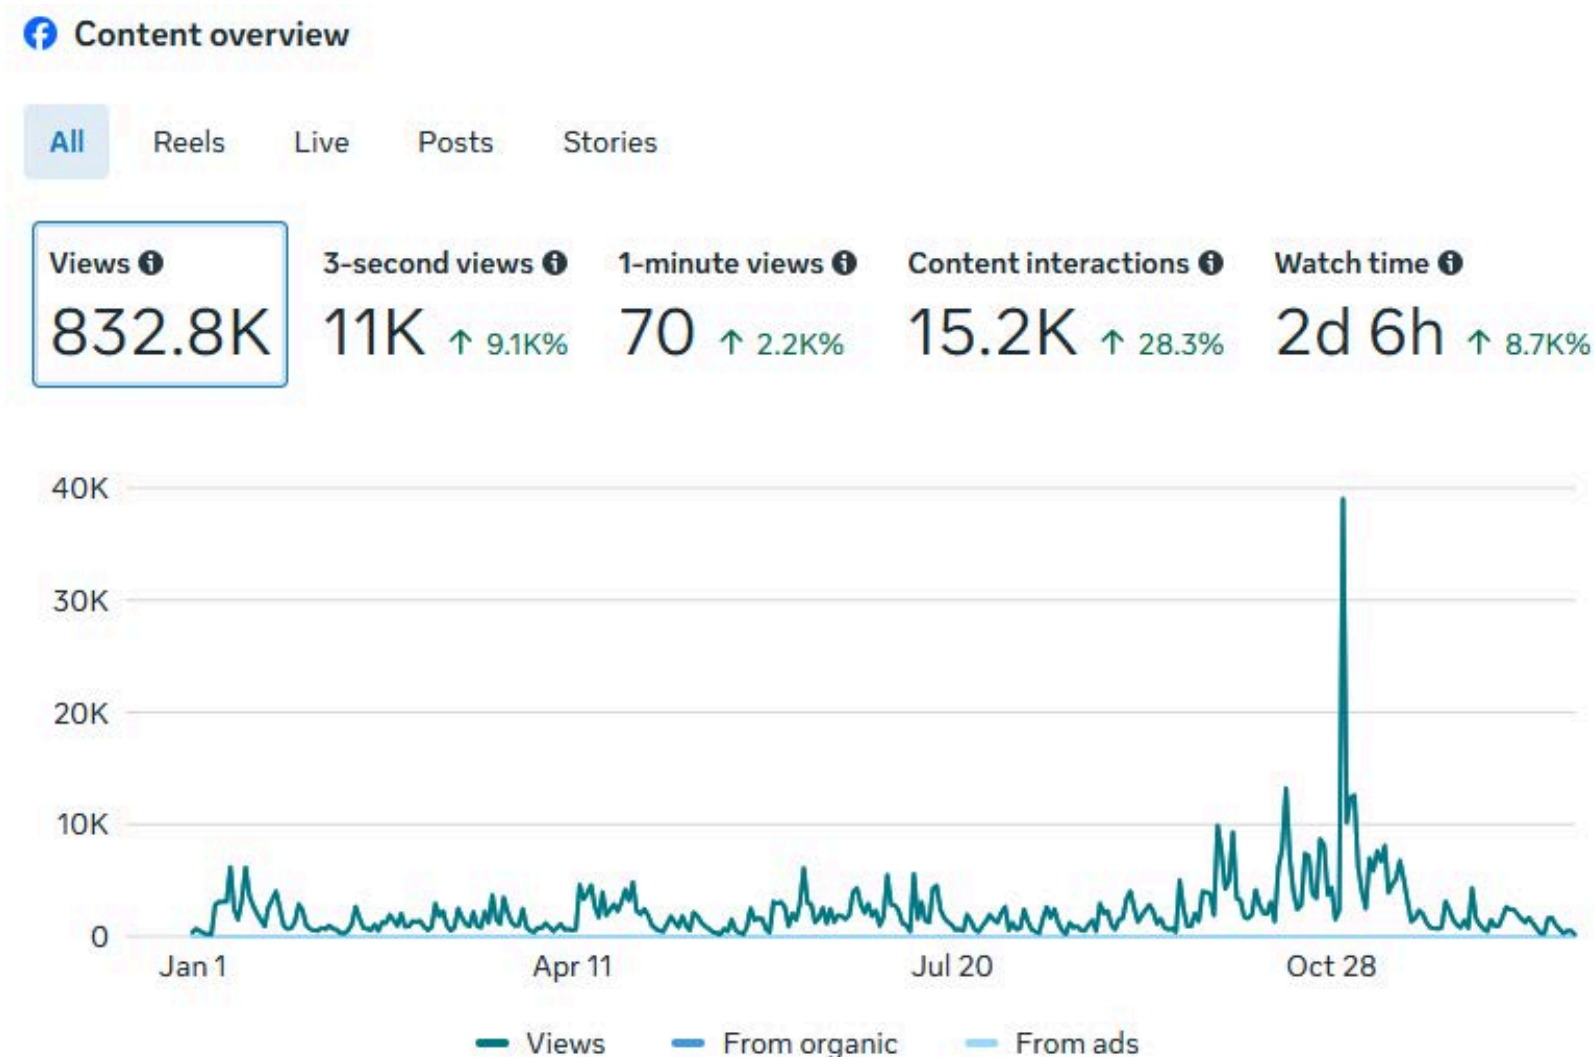 Content overview
All Reels Live Posts Stories
Views 3-second views 1-minute views Content interactions Watch time
832.8K 11K ↑ 9.1K% 70 ↑ 2.2K% 15.2K ↑ 28.3% 2d 6h ↑ 8.7K%
40K
30K
20K
10K
0
Jan 1 Apr 11 Jul 20 Oct 28
Views From organic From ads